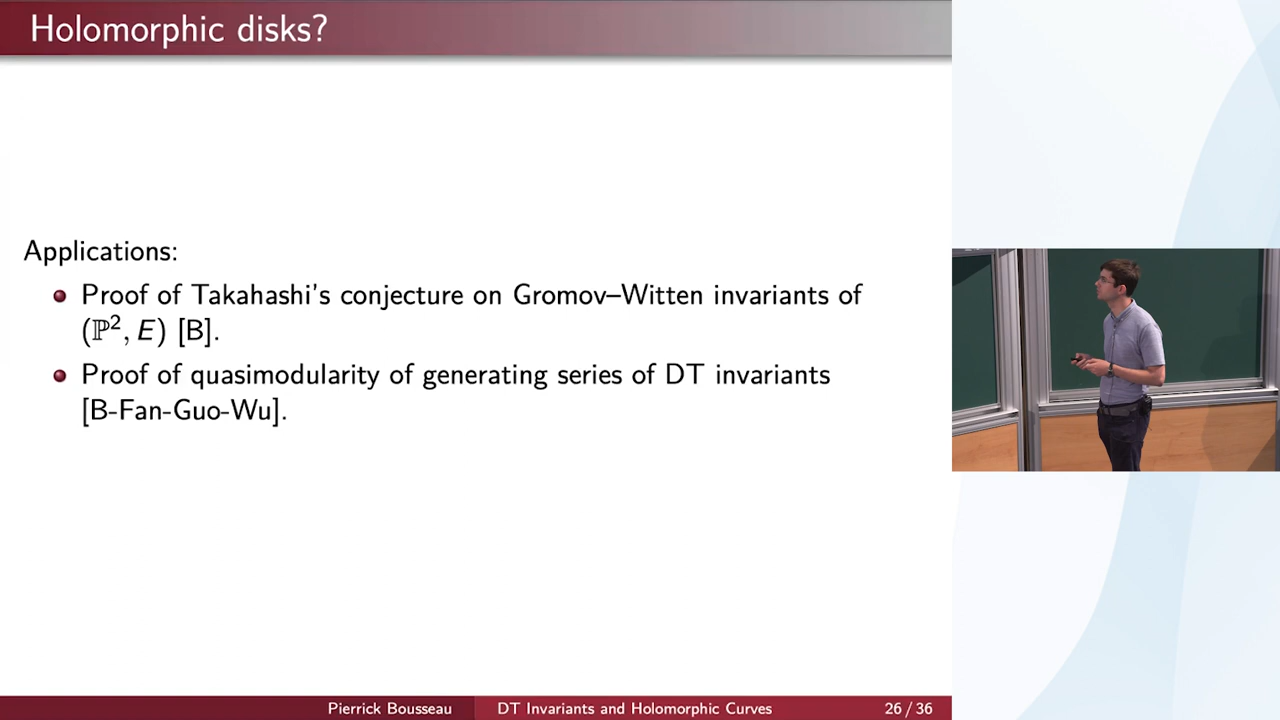 Holomorphic disks?
Applications:
Proof of Takahashi's conjecture on Gromov–Witten invariants of
(ℙ², E) [B].
Proof of quasimodularity of generating series of DT invariants
[B-Fan-Guo-Wu].
Pierrick Bousseau DT Invariants and Holomorphic Curves 26 / 36